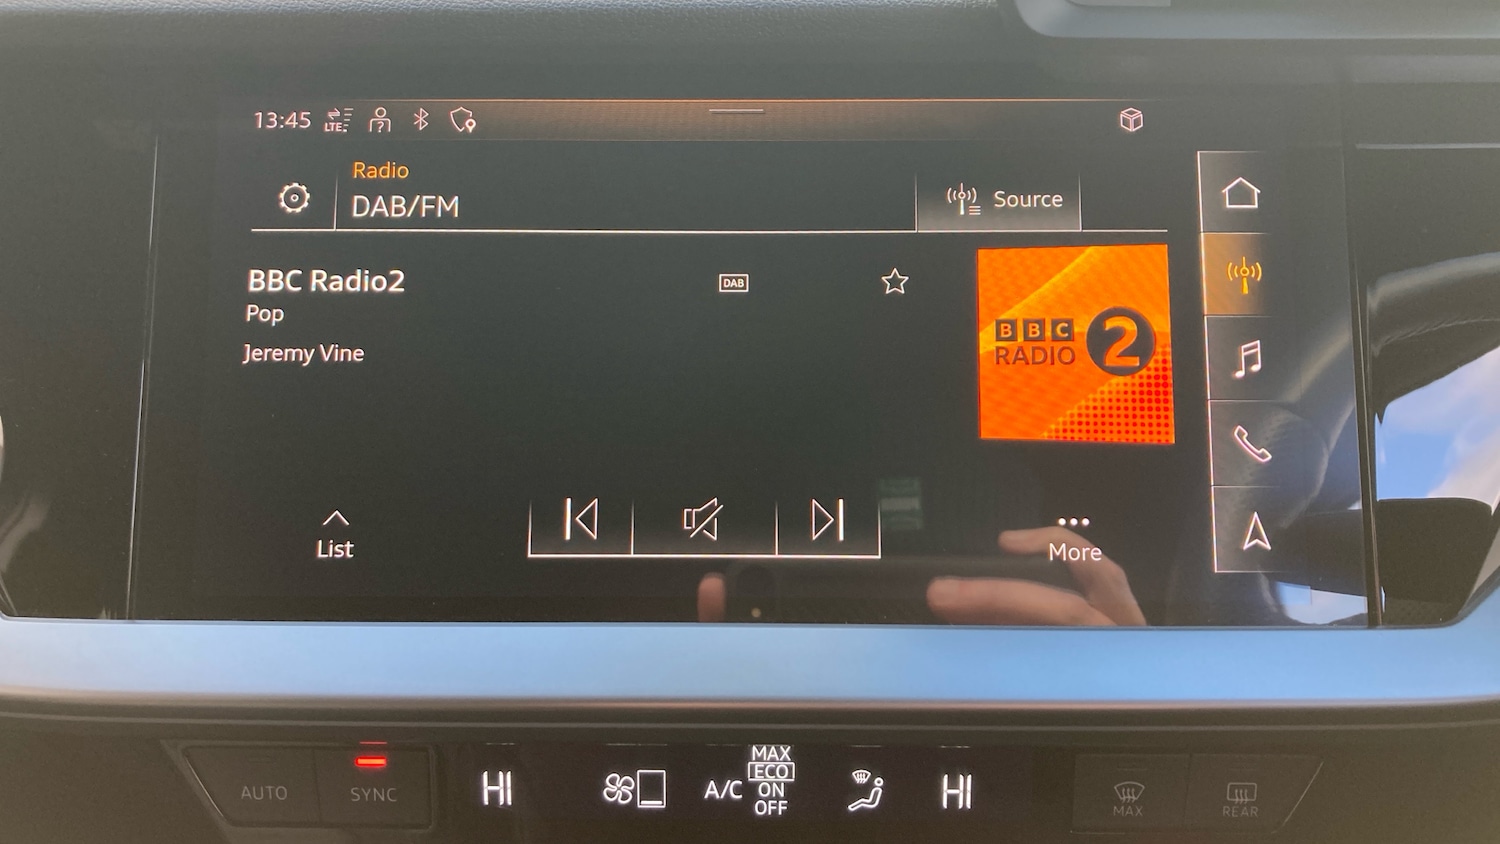 13:45 LTE ?
Radio
DAB/FM
Source
BBC Radio2
DAB
Pop
Jeremy Vine
BBC
RADIO 2
List
More
AUTO
SYNC
HI
A/C
MAX
ECO
ON
OFF
HI
MAX
REAR